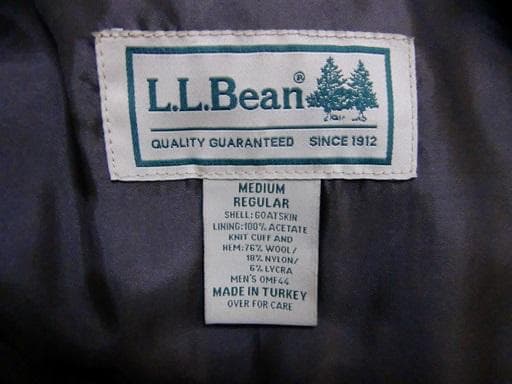 L.L.Bean®
QUALITY GUARANTEED SINCE 1912
MEDIUM
REGULAR
SHELL:GOATSKIN
LINING:100% ACETATE
KNIT CUFF AND
HEM:76% WOOL/
18% NYLON/
6% LYCRA
MEN'S 0MF44
MADE IN TURKEY
OVER FOR CARE